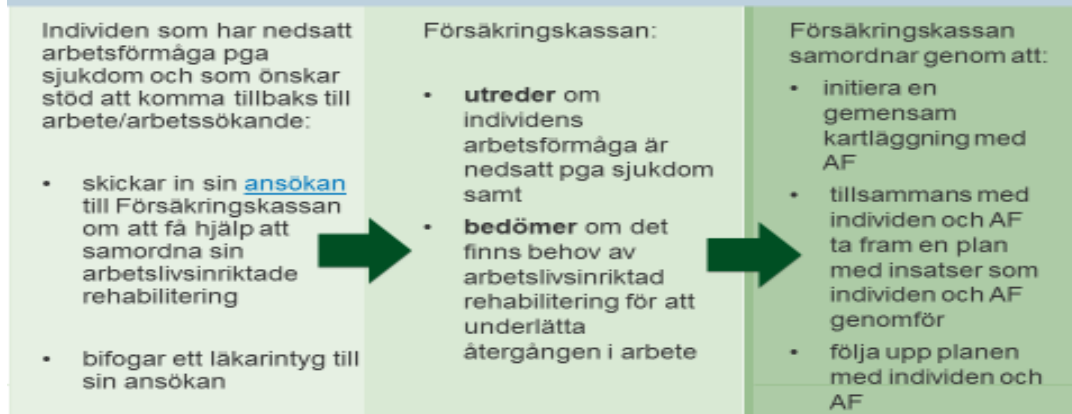 Individen som har nedsatt
arbetsförmåga pga
sjukdom och som önskar
stöd att komma tillbaks till
arbete/arbetssökande:
• skickar in sin ansökan
till Försäkringskassan
om att få hjälp att
samordna sin
arbetslivsinriktade
rehabilitering
• bifogar ett läkarintyg till
sin ansökan
Försäkringskassan:
• utreder om
individens
arbetsförmåga är
nedsatt pga sjukdom
samt
• bedömer om det
finns behov av
arbetslivsinriktad
rehabilitering för att
underlätta
återgången i arbete
Försäkringskassan
samordnar genom att:
• initiera en
gemensam
kartläggning med
AF
• tillsammans med
individen och AF
ta fram en plan
med insatser som
individen och AF
genomför
• följa upp planen
med individen och
AF